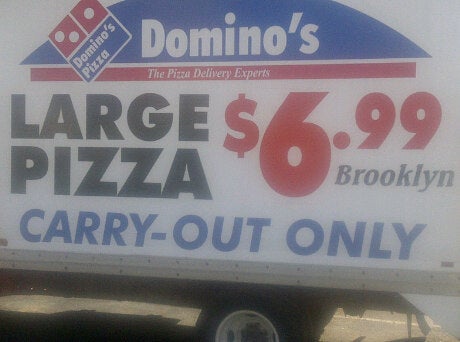 Domino's Pizza
Domino's
The Pizza Delivery Experts
LARGE $6.99
PIZZA Brooklyn
CARRY-OUT ONLY